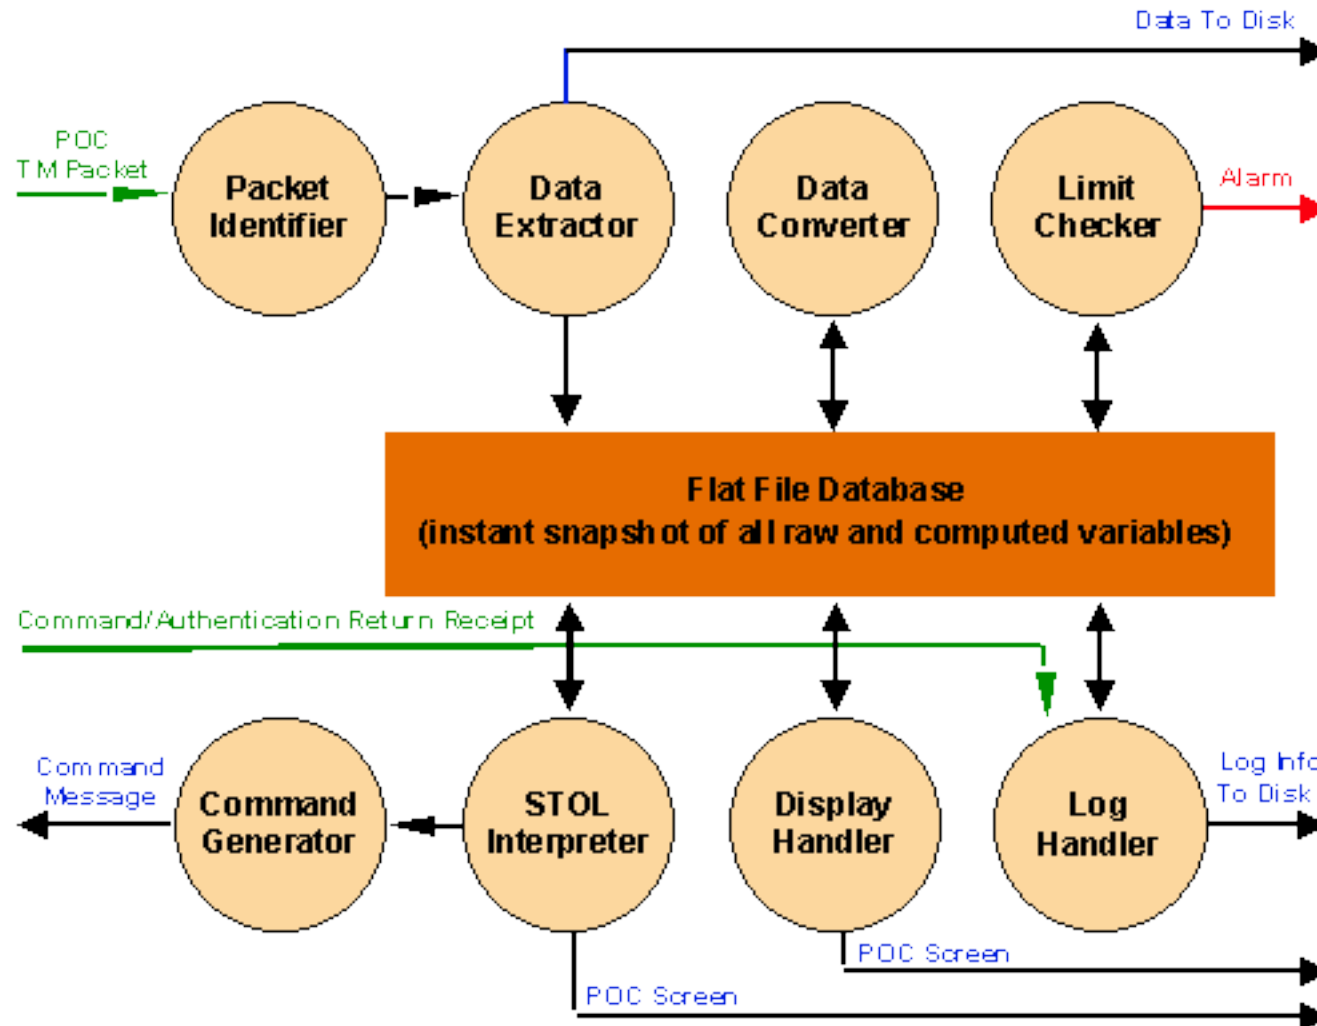 Data To Disk
POC
TM Packet
Packet
Identifier
Data
Extractor
Data
Converter
Limit
Checker
Alarm
Flat File Database
(instant snapshot of all raw and computed variables)
Command/Authentication Return Receipt
Command
Message
Command
Generator
STOL
Interpreter
Display
Handler
Log
Handler
Log Info
To Disk
POC Screen
POC Screen